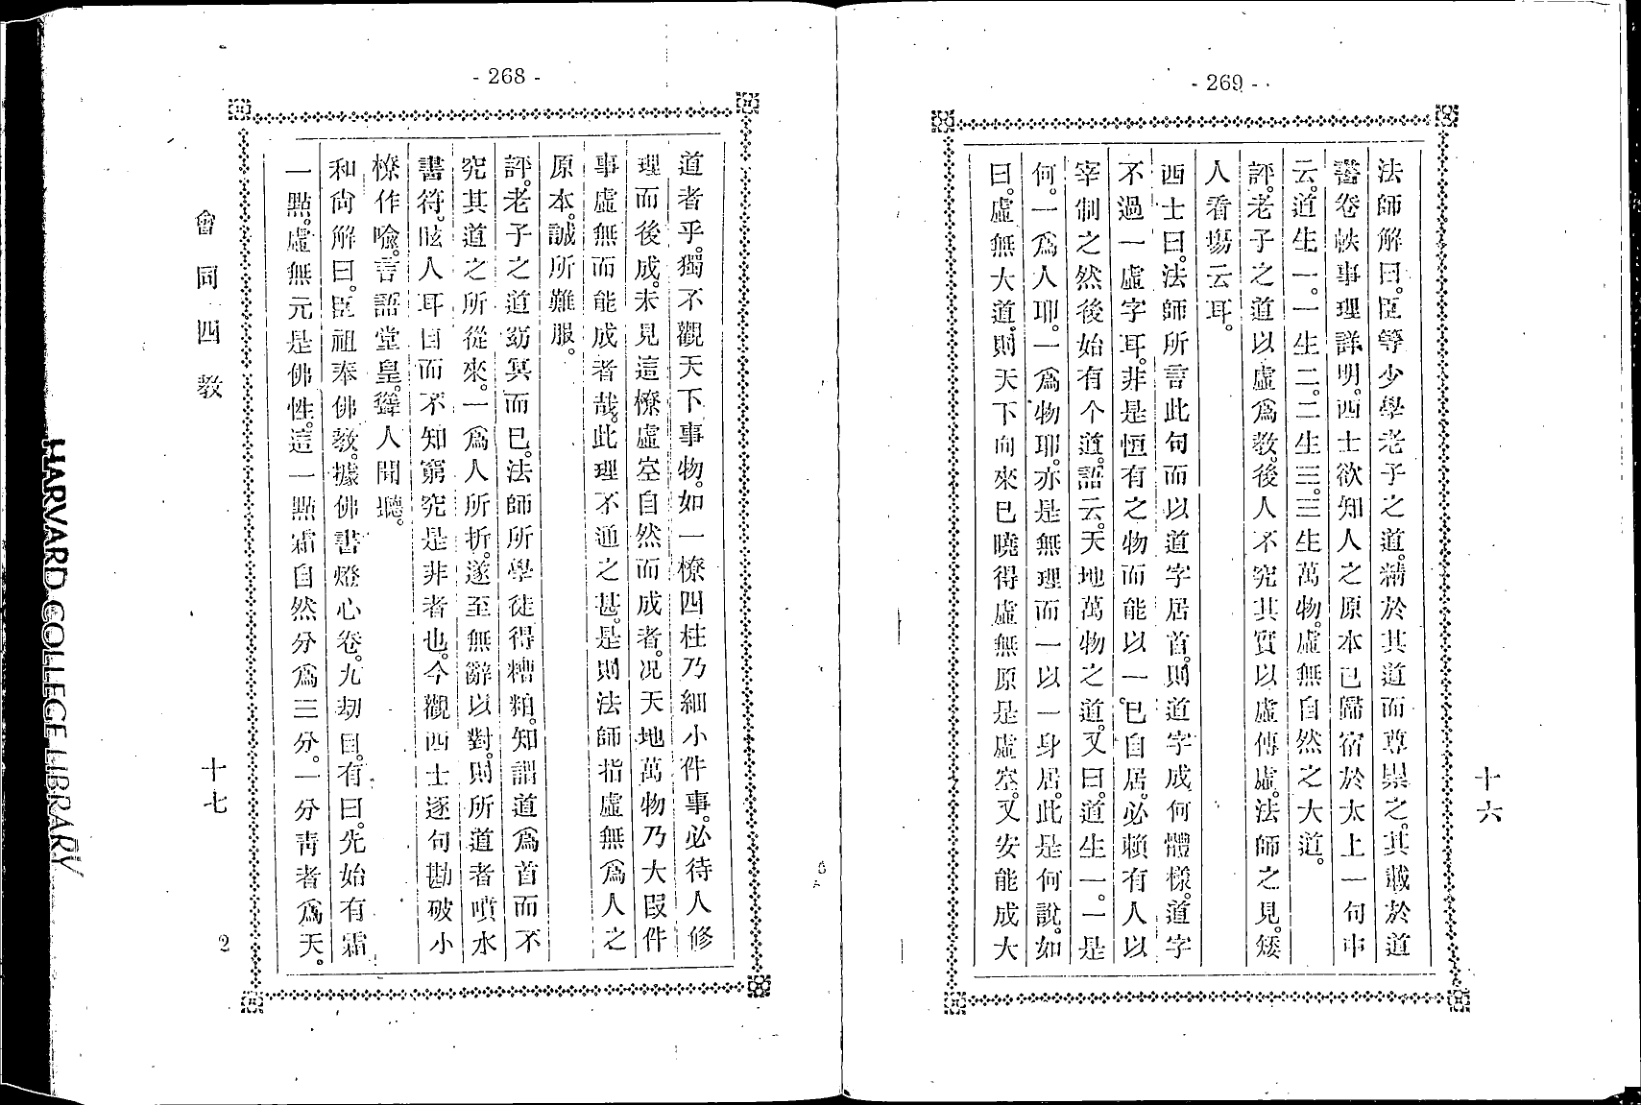 - 269 -
法師解曰。臣等少學老子之道。精於其道而尊崇之。其載於道
書卷帙事理詳明。西士欲知人之原本已歸宿於太上一句中
云。道生一。一生二。二生三。三生萬物。虛無自然之大道。
評。老子之道以虛爲敎。後人不究其實以虛傳虛。法師之見。矮
人看塲云耳。
西士曰。法師所言此句而以道字居首。則道字成何體樣。道字
不過一虛字耳。非是恒有之物而能以一。已自居。必賴有人以
宰制之然後始有个道。語云。天地萬物之道。又曰。道生一。一是
何。一爲人耶。一爲物耶。亦是無理而一以一身居。此是何說。如
曰。虛無大道。則天下向來已曉得虛無原是虛空。又安能成大
十六
- 268 -
道者乎。獨不觀天下事物。如一橑四柱乃細小件事。必待人修
理而後成。未見這橑虛空自然而成者。况天地萬物乃大叚件
事虛無而能成者哉。此理不通之甚。是則法師指虛無爲人之
原本。誠所難服。
評。老子之道窈冥而已。法師所學徒得糟粕。知謂道爲首而不
究其道之所從來。一爲人所折。遂至無辭以對。則所道者噴水
書符。眩人耳目而不知窮究是非者也。今觀西士逐句勘破小
橑作喩。言語堂皇。聳人聞聽。
和尙解曰。臣祖奉佛敎。據佛書燈心卷。九刼目。有曰。先始有霜
一點。虛無元是佛性。這一點霜自然分爲三分。一分靑者爲天。
會同四敎
十七
2
HARVARD COLLEGE LIBRARY